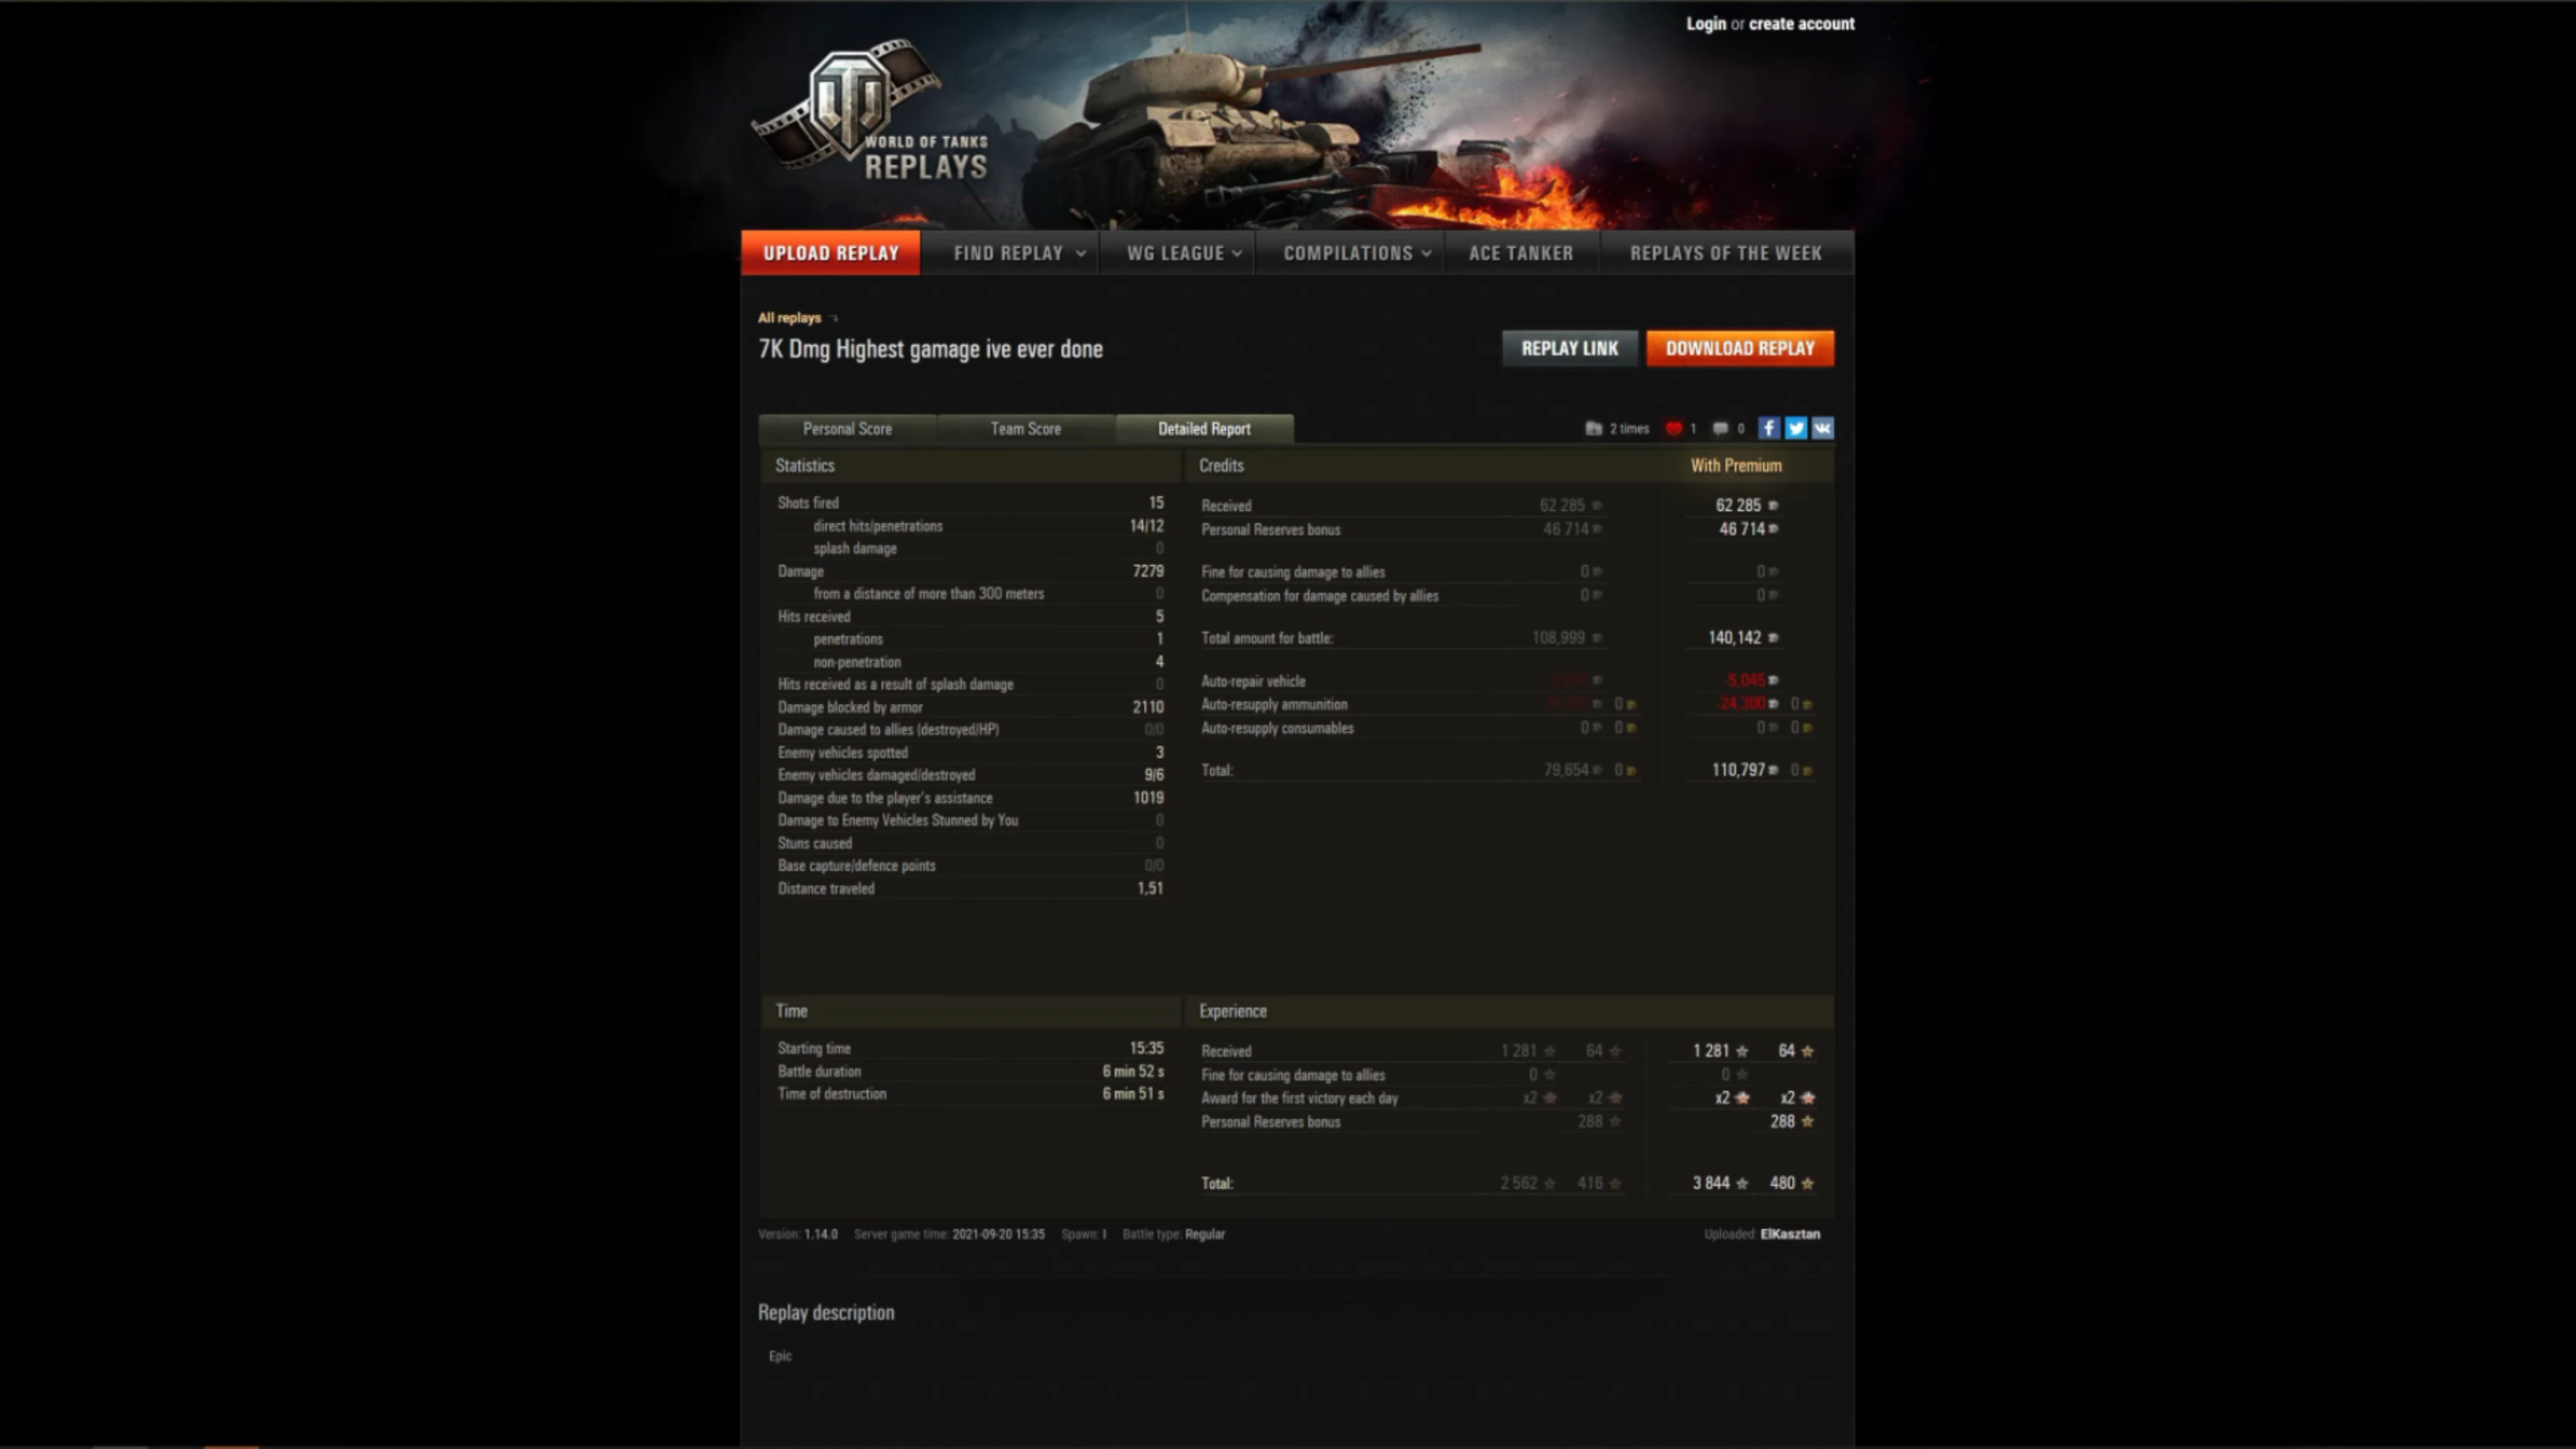 Login or create account
WORLD OF TANKS
REPLAYS
UPLOAD REPLAY FIND REPLAY WG LEAGUE COMPILATIONS ACE TANKER REPLAYS OF THE WEEK
All replays
7K Dmg Highest gamage ive ever done REPLAY LINK DOWNLOAD REPLAY
Personal Score Team Score Detailed Report 2 times 1 0
Statistics
Shots fired 15
direct hits/penetrations 14/12
splash damage 0
Damage 7279
from a distance of more than 300 meters 0
Hits received 5
penetrations 1
non-penetration 4
Hits received as a result of splash damage 0
Damage blocked by armor 2110
Damage caused to allies (destroyed/HP) 0/0
Enemy vehicles spotted 3
Enemy vehicles damaged/destroyed 9/6
Damage due to the player's assistance 1019
Damage to Enemy Vehicles Stunned by You 0
Stuns caused 0
Base capture/defence points 0/0
Distance traveled 1,51
Credits With Premium
Received 62 285 62 285
Personal Reserves bonus 46 714 46 714
Fine for causing damage to allies 0 0
Compensation for damage caused by allies 0 0
Total amount for battle: 108,999 140,142
Auto-repair vehicle -5,045
Auto-resupply ammunition 0 -24,300 0
Auto-resupply consumables 0 0 0 0
Total: 79,654 0 110,797 0
Time
Starting time 15:35
Battle duration 6 min 52 s
Time of destruction 6 min 51 s
Experience
Received 1 281 64 1 281 64
Fine for causing damage to allies 0 0
Award for the first victory each day x2 x2 x2 x2
Personal Reserves bonus 288 288
Total: 2 562 416 3 844 480
Version: 1.14.0 Server game time: 2021-09-20 15:35 Spawn: I Battle type: Regular Uploaded: ElKasztan
Replay description
Epic